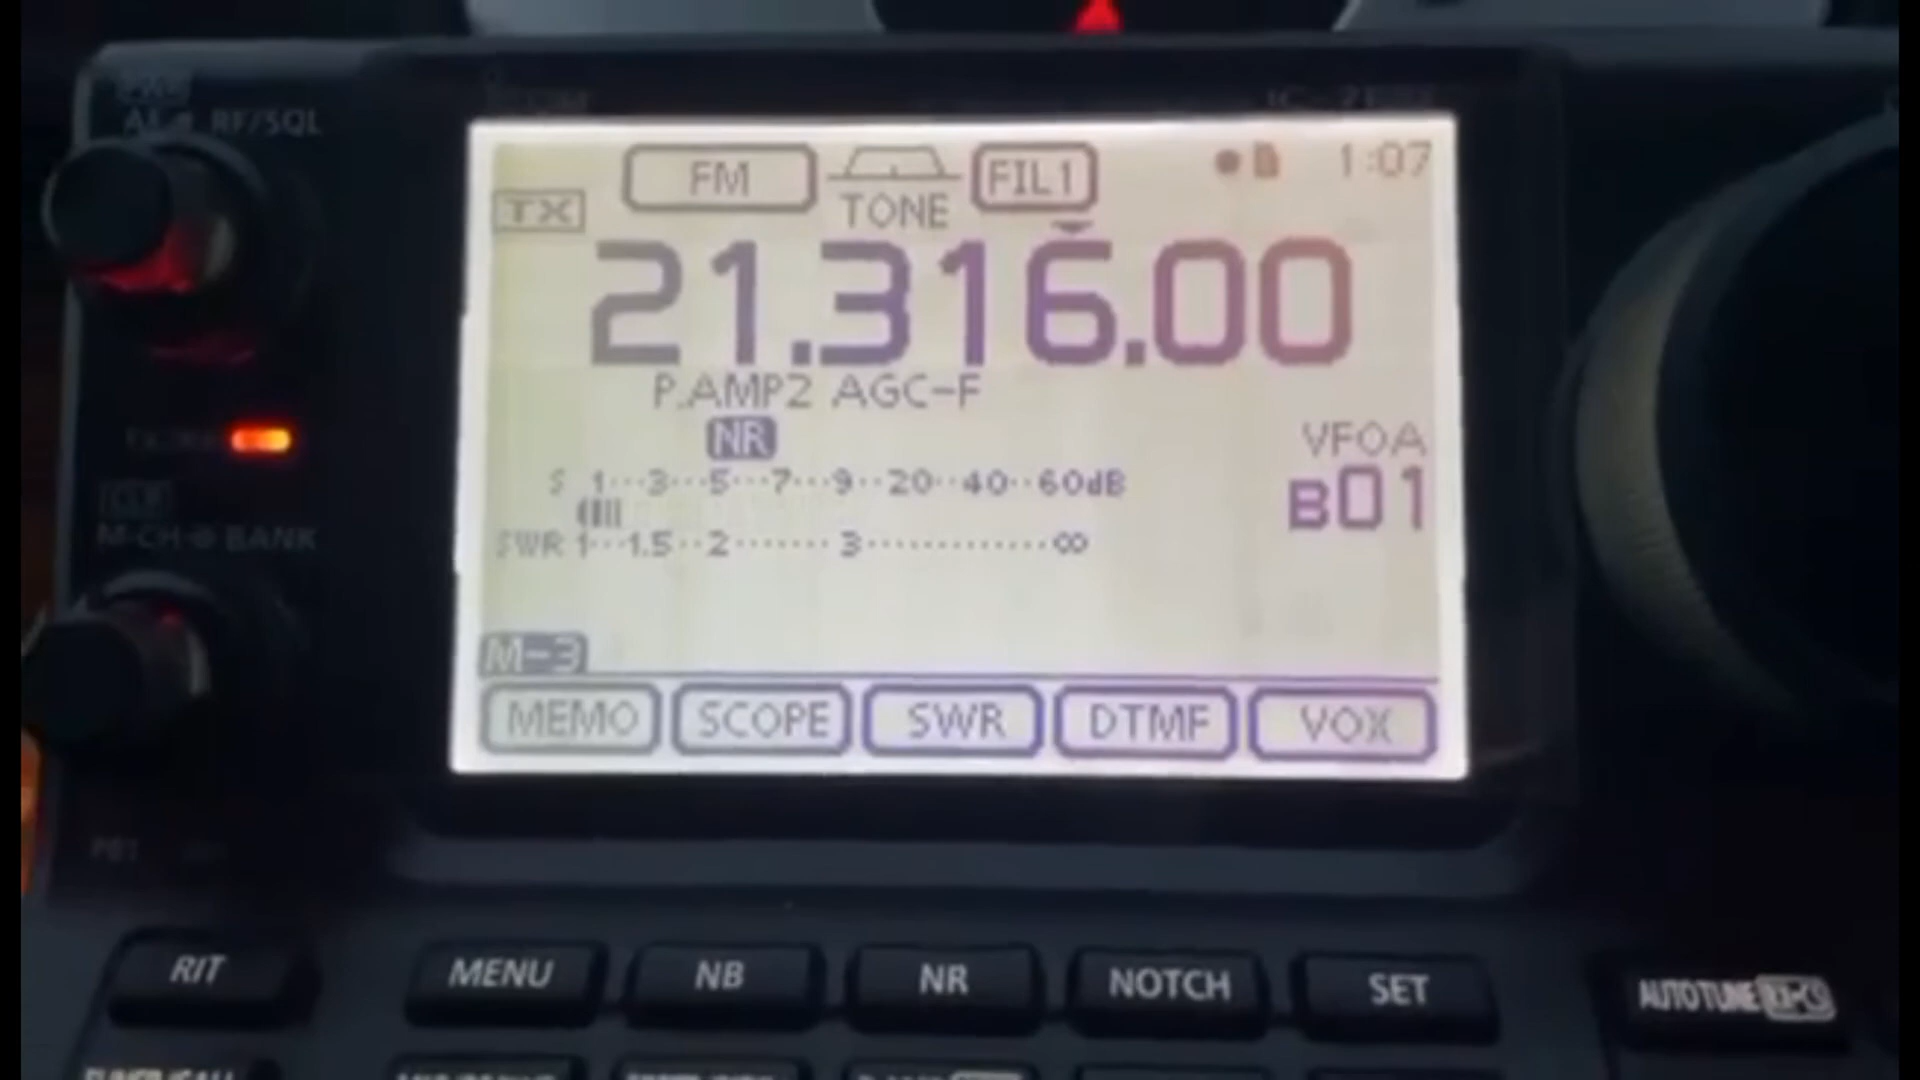 AF RF/SQL
FM FIL1 1:07
TX TONE
21.316.00
P.AMP2 AGC-F
NR VFOA
S 1···3···5···7···9··20··40··60dB B01
SWR 1···1.5··2·······3·············∞
M-CH BANK
M-3
MEMO SCOPE SWR DTMF VOX
RIT MENU NB NR NOTCH SET AUTOTUNE